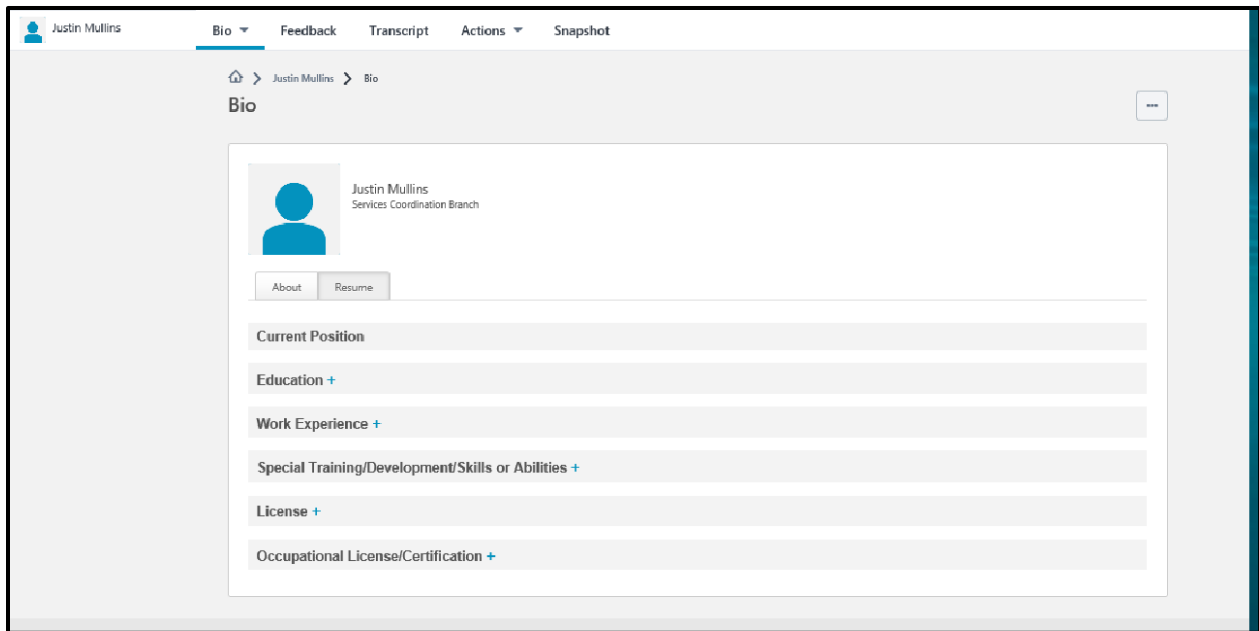 Justin Mullins
Bio Feedback Transcript Actions Snapshot
Justin Mullins Bio
Bio
Justin Mullins
Services Coordination Branch
About Resume
Current Position
Education +
Work Experience +
Special Training/Development/Skills or Abilities +
License +
Occupational License/Certification +